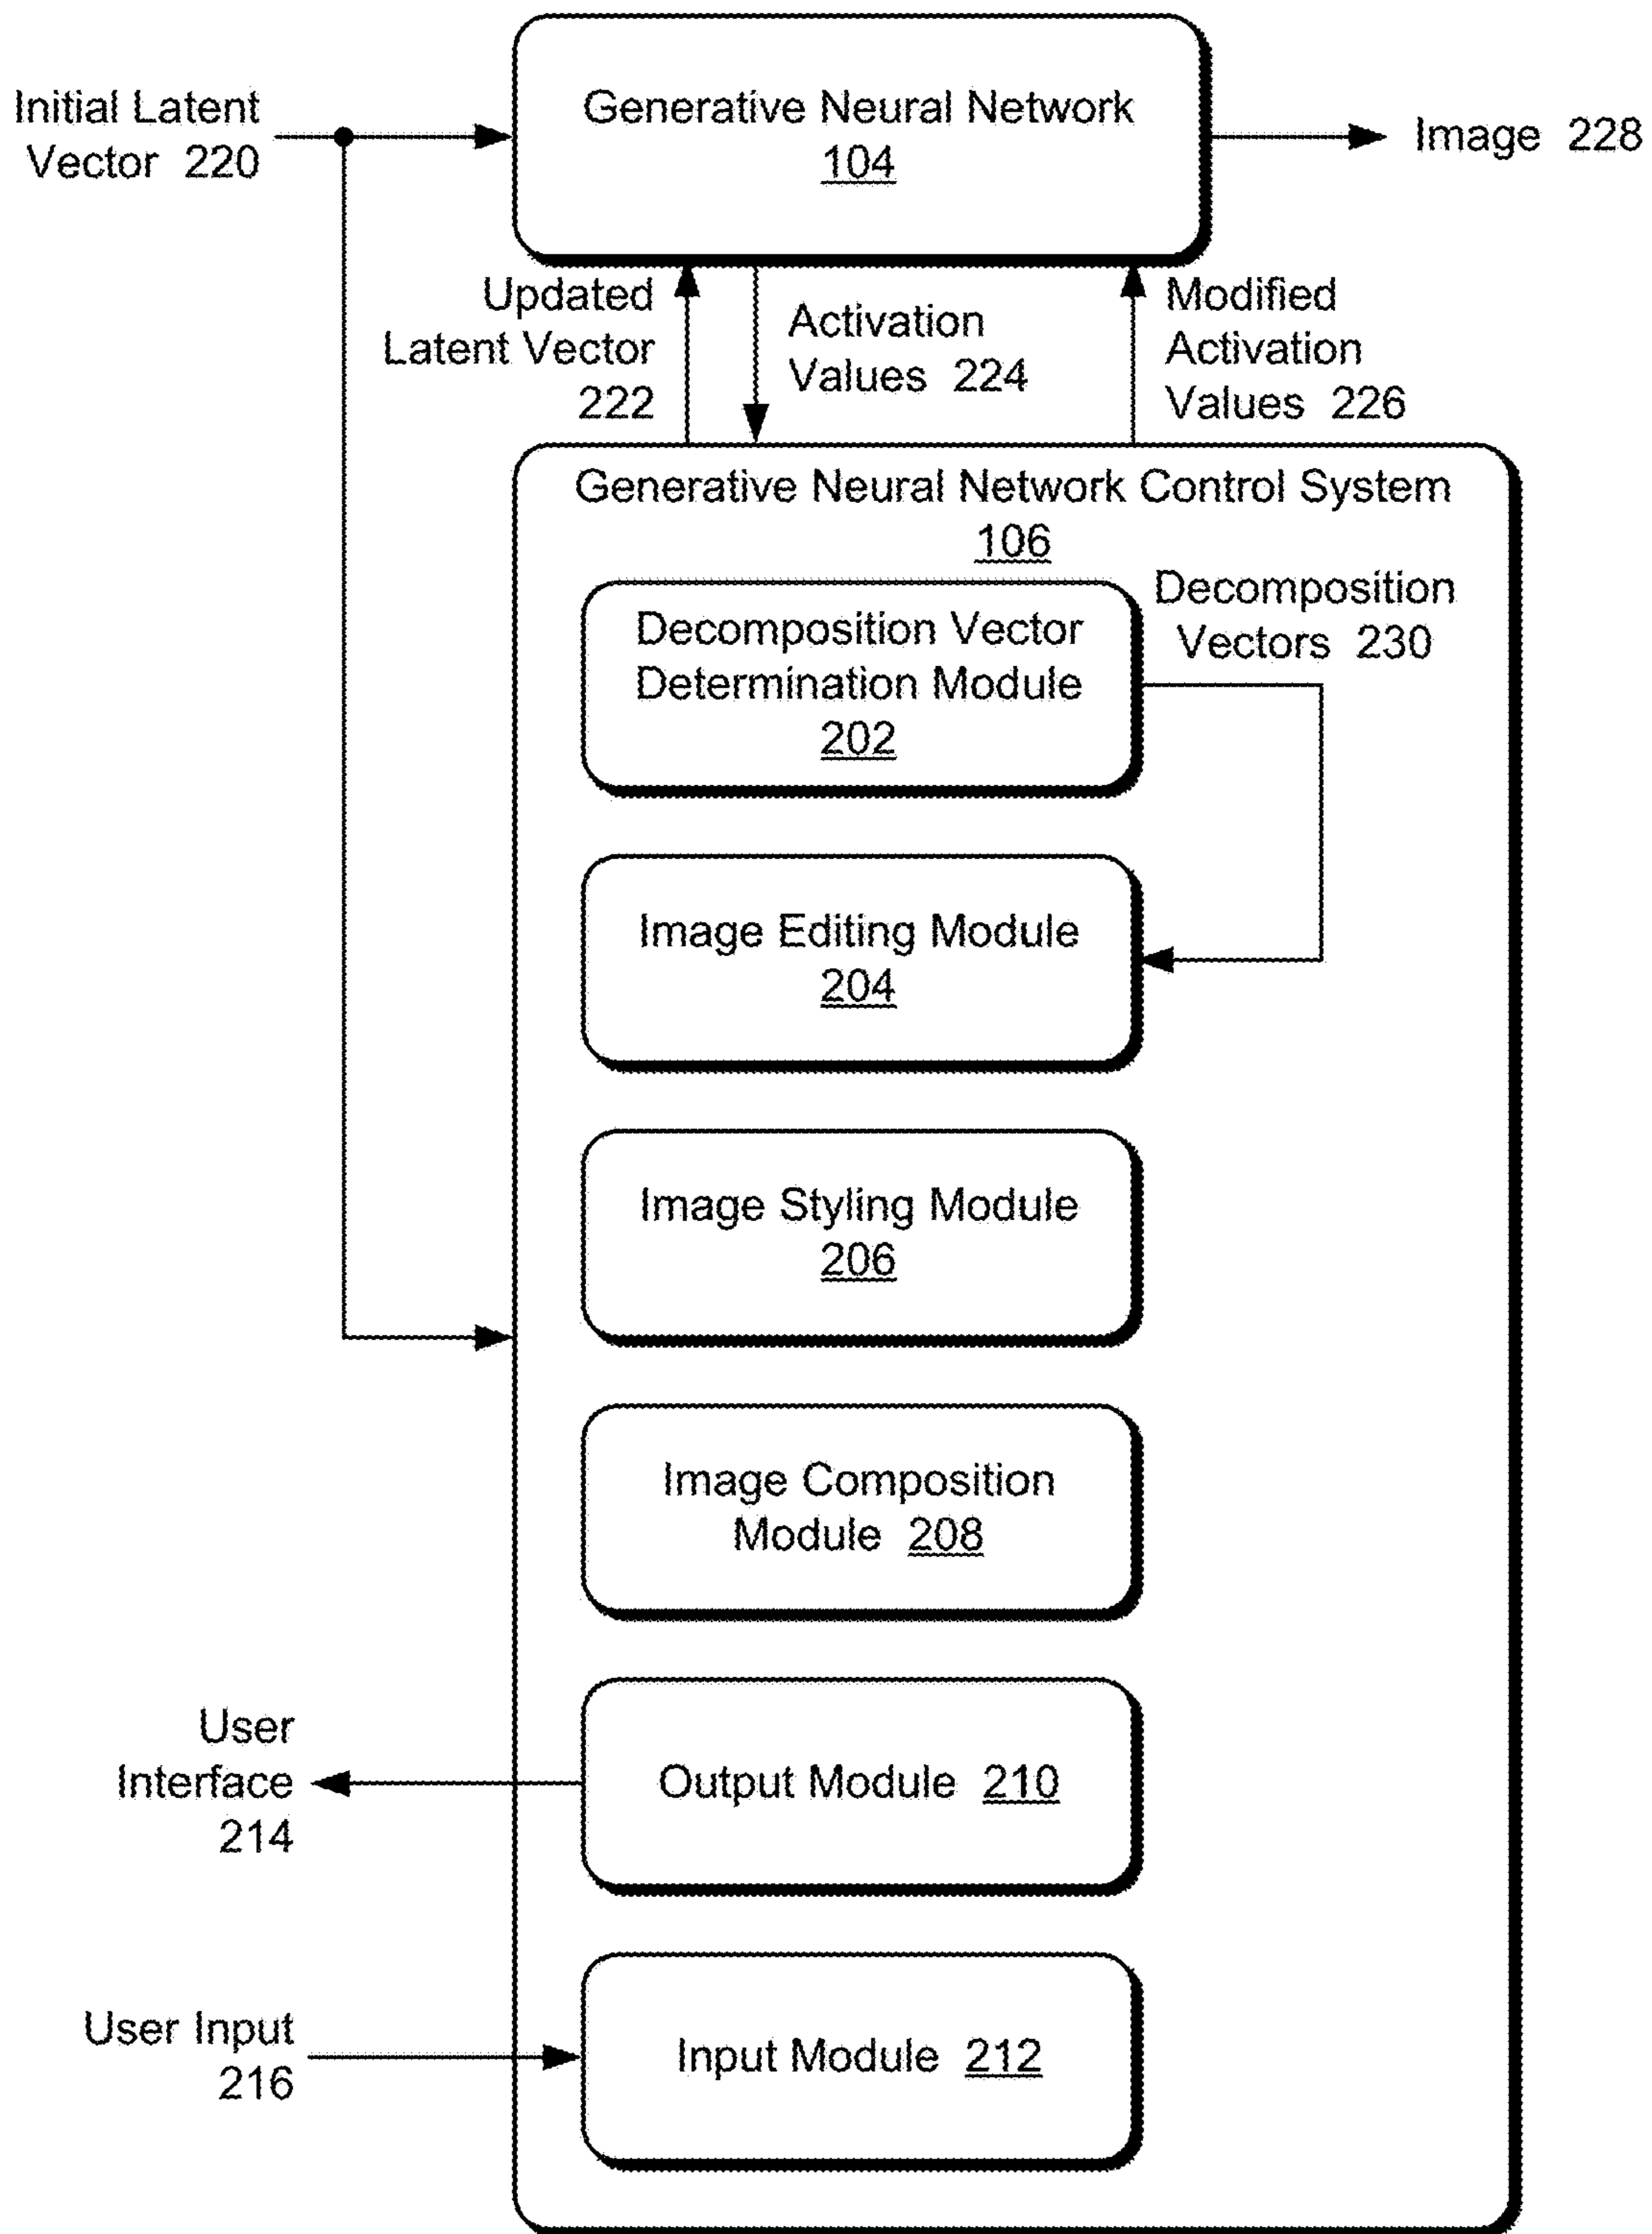 Generative Neural Network
104
Initial Latent
Vector 220
Image 228
Updated
Latent Vector
222
Activation
Values 224
Modified
Activation
Values 226
Generative Neural Network Control System
106
Decomposition Vector
Determination Module
202
Decomposition
Vectors 230
Image Editing Module
204
Image Styling Module
206
Image Composition
Module 208
User
Interface
214
Output Module 210
User Input
216
Input Module 212